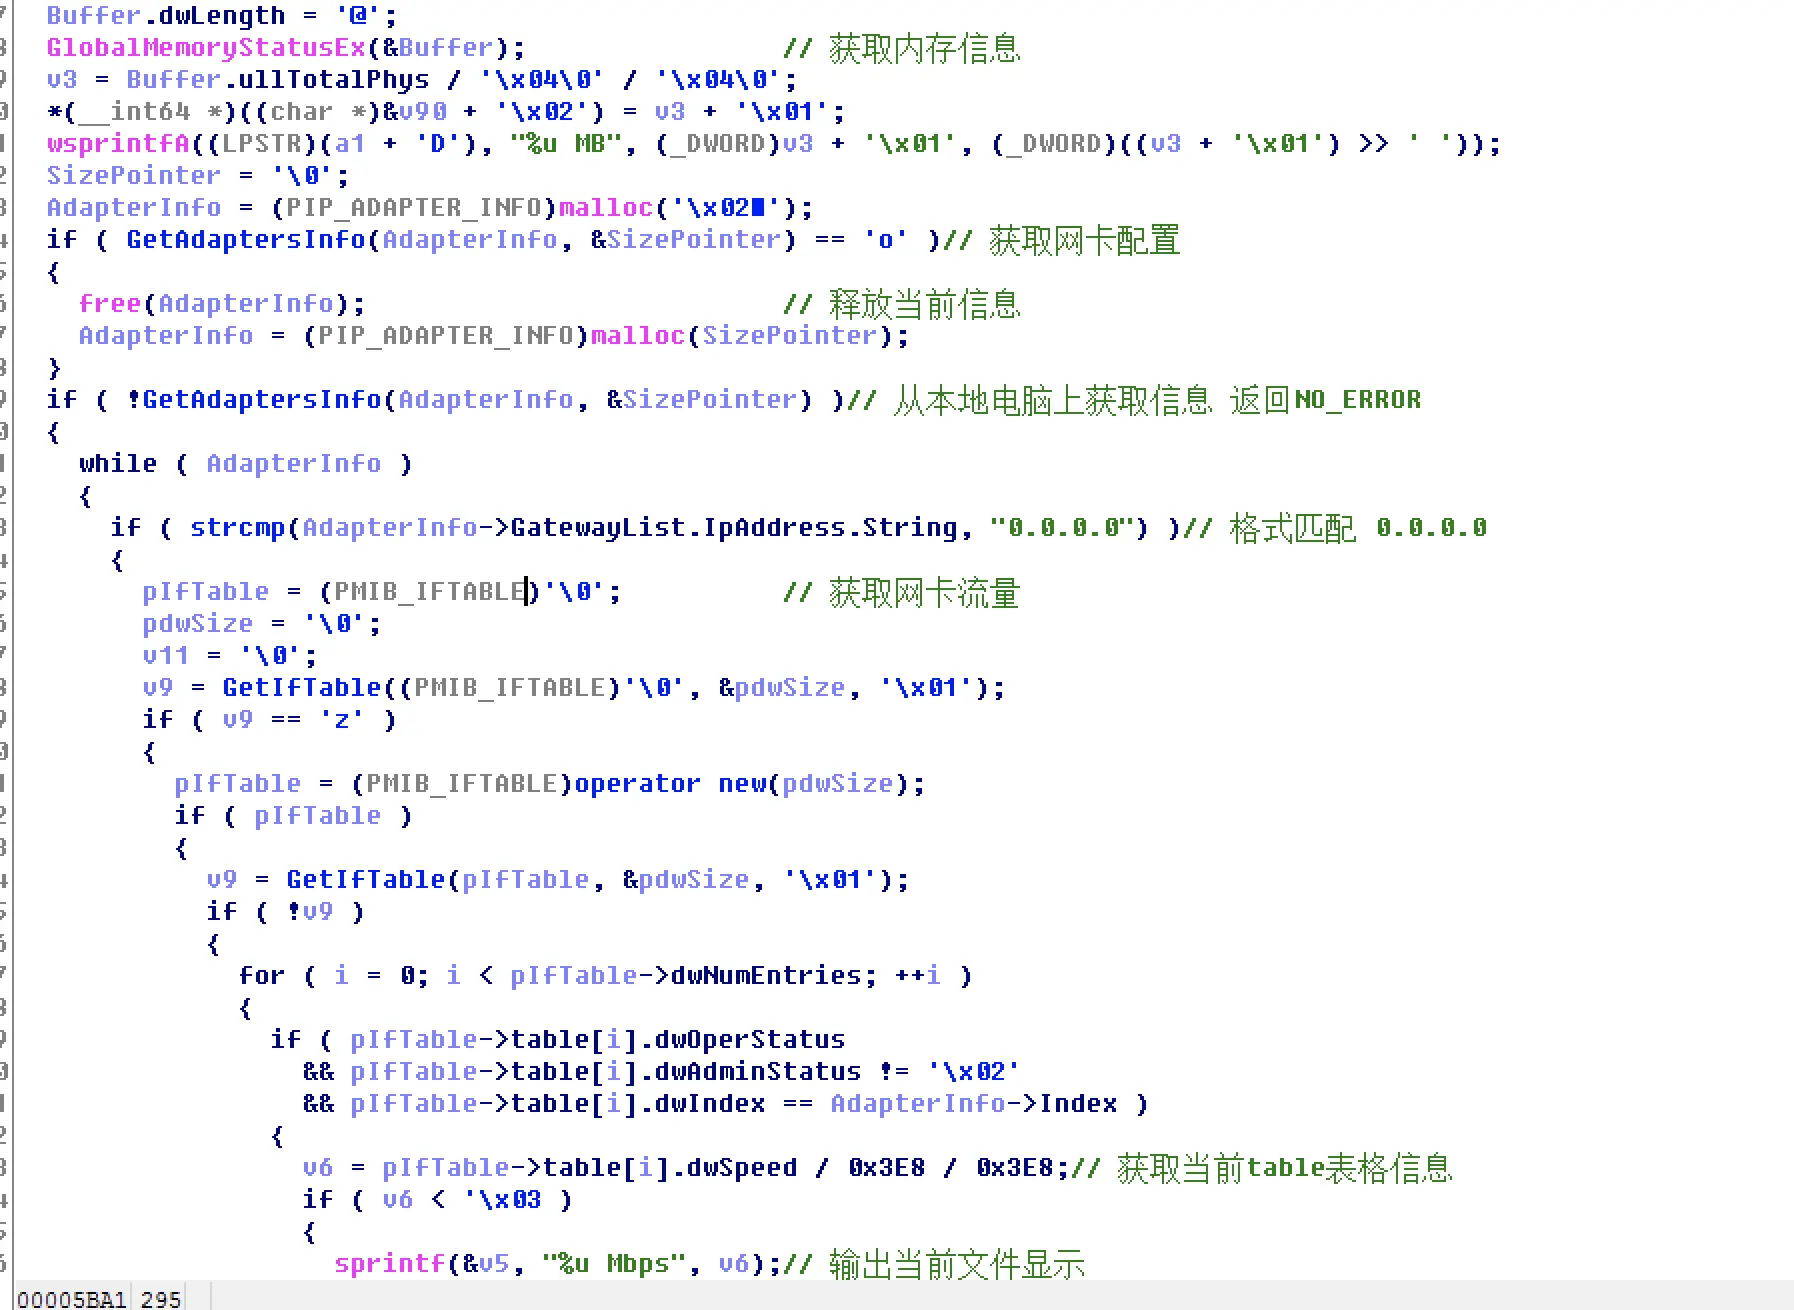 Buffer.dwLength = '@';
GlobalMemoryStatusEx(&Buffer); // 获取内存信息
v3 = Buffer.ullTotalPhys / '\x04\0' / '\x04\0';
*(__int64 *)((char *)&v90 + '\x02') = v3 + '\x01';
wsprintfA((LPSTR)(a1 + 'D'), "%u MB", (_DWORD)v3 + '\x01', (_DWORD)((v3 + '\x01') >> ' '));
SizePointer = '\0';
AdapterInfo = (PIP_ADAPTER_INFO)malloc('\x02■');
if ( GetAdaptersInfo(AdapterInfo, &SizePointer) == 'o' )// 获取网卡配置
{
free(AdapterInfo); // 释放当前信息
AdapterInfo = (PIP_ADAPTER_INFO)malloc(SizePointer);
}
if ( !GetAdaptersInfo(AdapterInfo, &SizePointer) )// 从本地电脑上获取信息 返回NO_ERROR
{
while ( AdapterInfo )
{
if ( strcmp(AdapterInfo->GatewayList.IpAddress.String, "0.0.0.0") )// 格式匹配 0.0.0.0
{
pIfTable = (PMIB_IFTABLE)'\0'; // 获取网卡流量
pdwSize = '\0';
v11 = '\0';
v9 = GetIfTable((PMIB_IFTABLE)'\0', &pdwSize, '\x01');
if ( v9 == 'z' )
{
pIfTable = (PMIB_IFTABLE)operator new(pdwSize);
if ( pIfTable )
{
v9 = GetIfTable(pIfTable, &pdwSize, '\x01');
if ( !v9 )
{
for ( i = 0; i < pIfTable->dwNumEntries; ++i )
{
if ( pIfTable->table[i].dwOperStatus
&& pIfTable->table[i].dwAdminStatus != '\x02'
&& pIfTable->table[i].dwIndex == AdapterInfo->Index )
{
v6 = pIfTable->table[i].dwSpeed / 0x3E8 / 0x3E8;// 获取当前table表格信息
if ( v6 < '\x03 )
{
sprintf(&v5, "%u Mbps", v6);// 输出当前文件显示
00005BA1 295